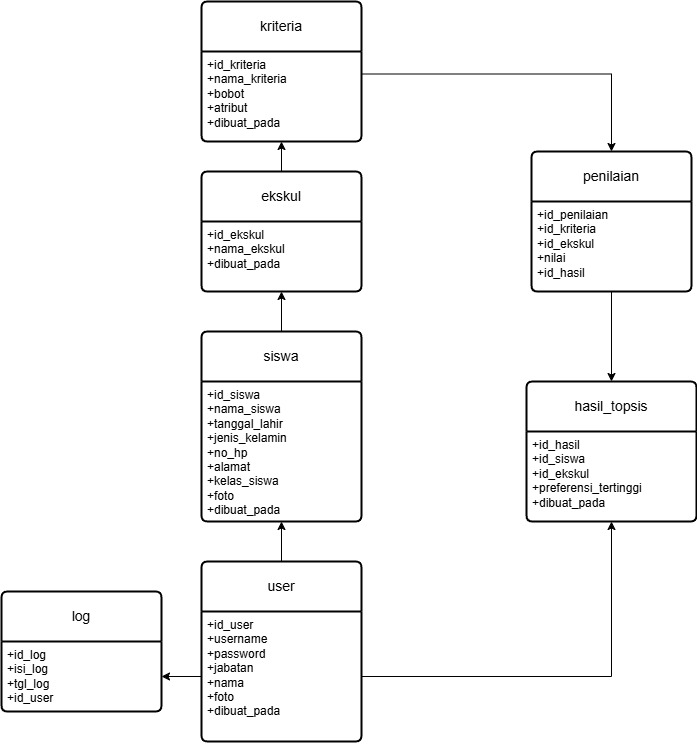 kriteria
+id_kriteria
+nama_kriteria
+bobot
+atribut
+dibuat_pada
penilaian
+id_penilaian
+id_kriteria
+id_ekskul
+nilai
+id_hasil
ekskul
+id_ekskul
+nama_ekskul
+dibuat_pada
siswa
+id_siswa
+nama_siswa
+tanggal_lahir
+jenis_kelamin
+no_hp
+alamat
+kelas_siswa
+foto
+dibuat_pada
hasil_topsis
+id_hasil
+id_siswa
+id_ekskul
+preferensi_tertinggi
+dibuat_pada
user
+id_user
+username
+password
+jabatan
+nama
+foto
+dibuat_pada
log
+id_log
+isi_log
+tgl_log
+id_user